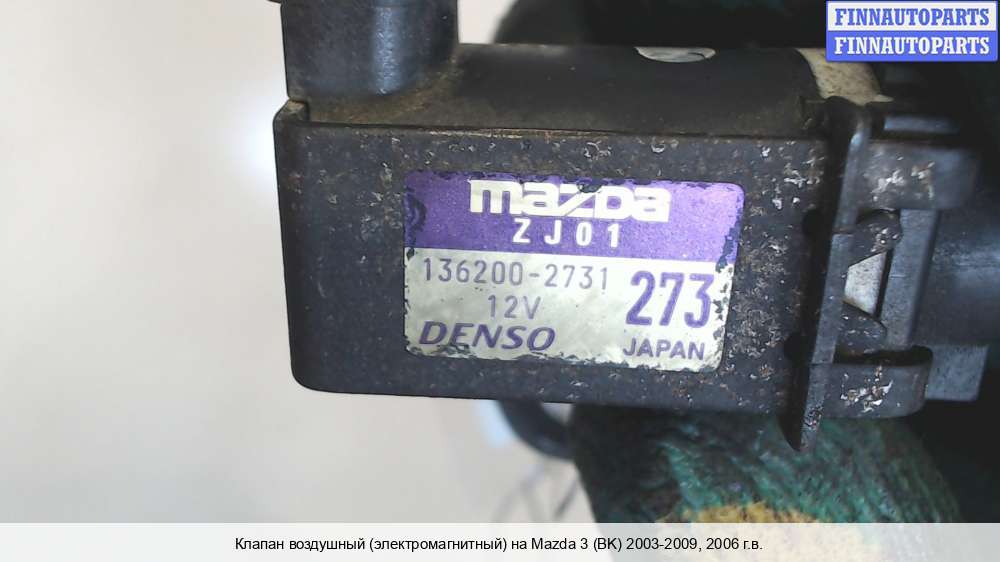 FINNAUTOPARTS
FINNAUTOPARTS
mazda
ZJ01
136200-2731
273
12V
DENSO
JAPAN
Клапан воздушный (электромагнитный) на Mazda 3 (BK) 2003-2009, 2006 г.в.